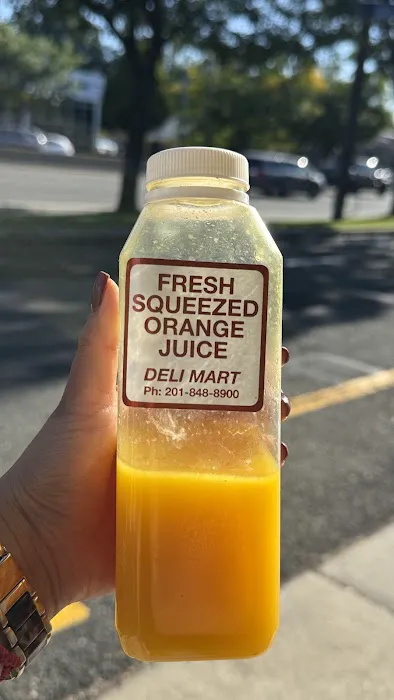 FRESH
SQUEEZED
ORANGE
JUICE
DELI MART
Ph: 201-848-8900